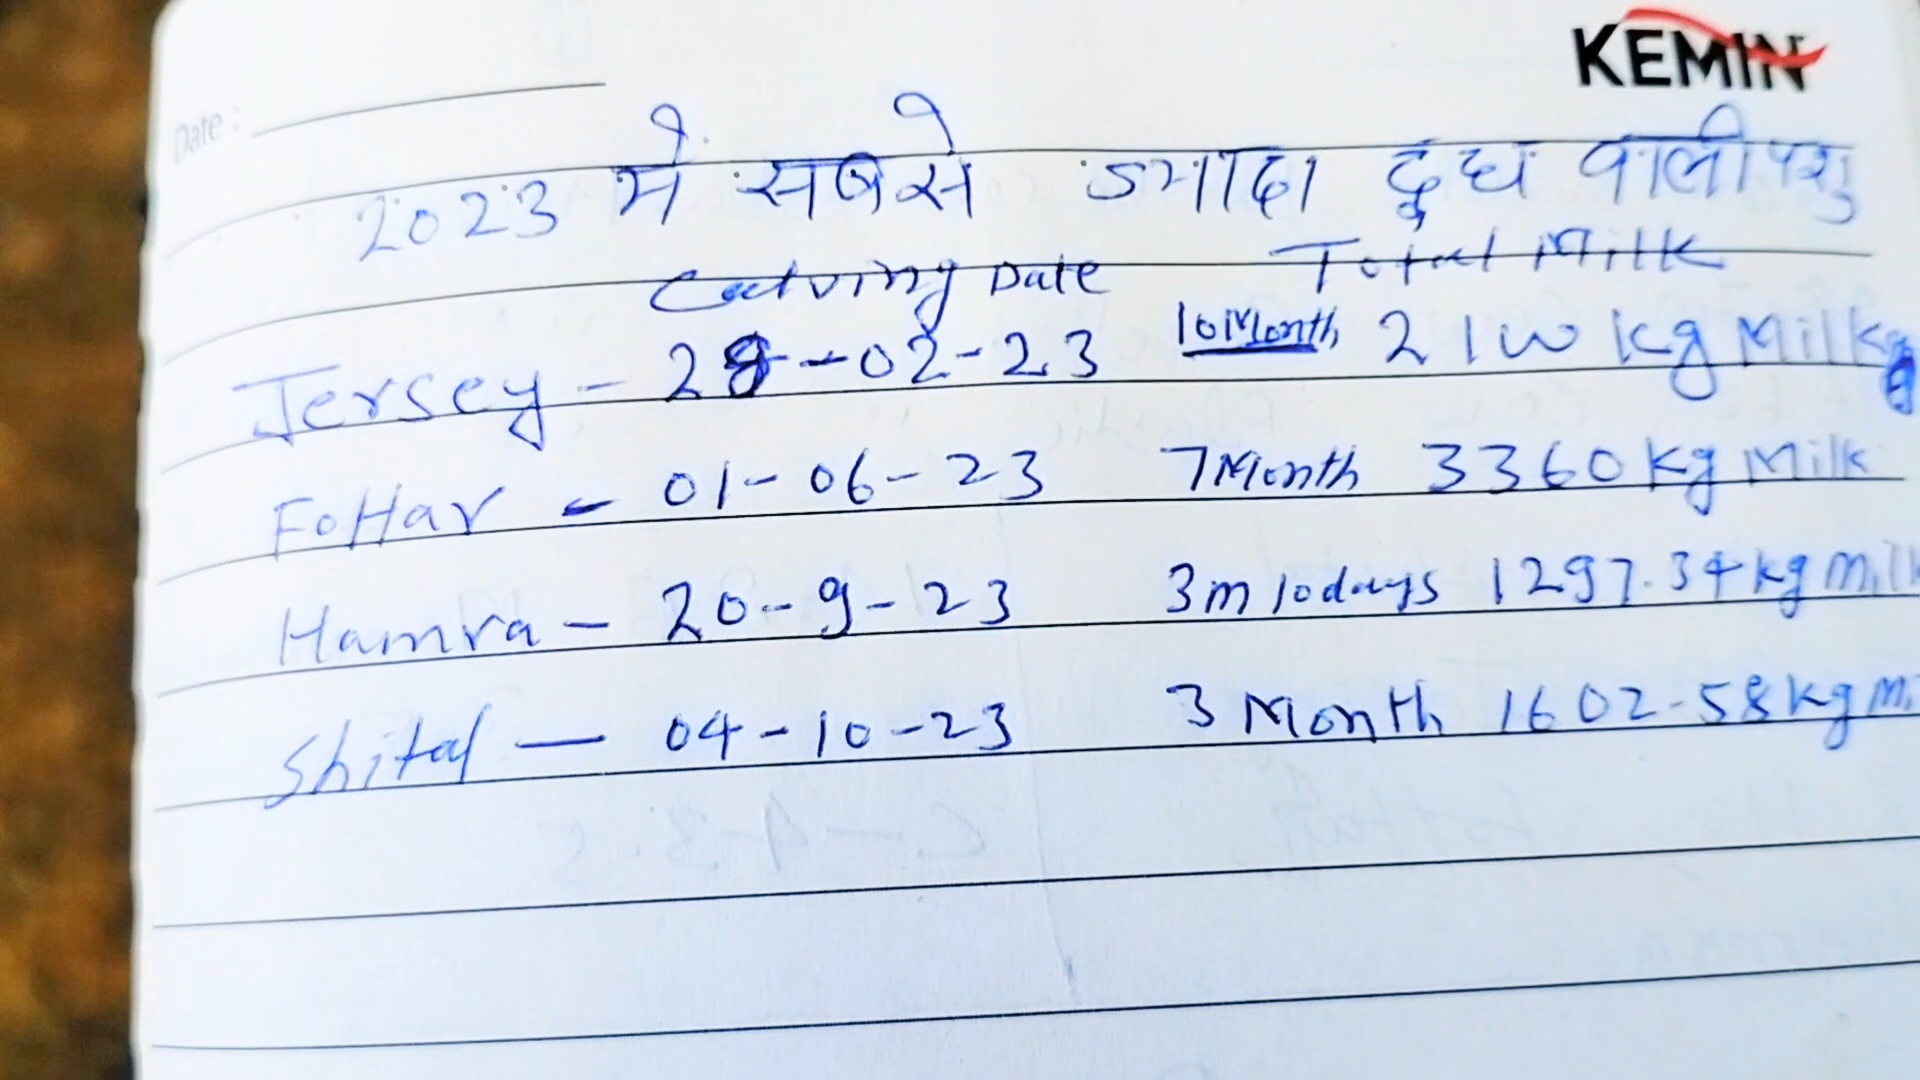 KEMIN
Date :
2023 में सबसे ज्यादा दूध वाली पशु
Calving Date Total Milk
Jersey - 28-02-23 10 Month 2100 kg Milk
FoHar - 01-06-23 7 Month 3360 kg Milk
Hamra - 20-9-23 3m 10 days 1297.34 kg Milk
Shital - 04-10-23 3 Month 1602.58 kg Mi